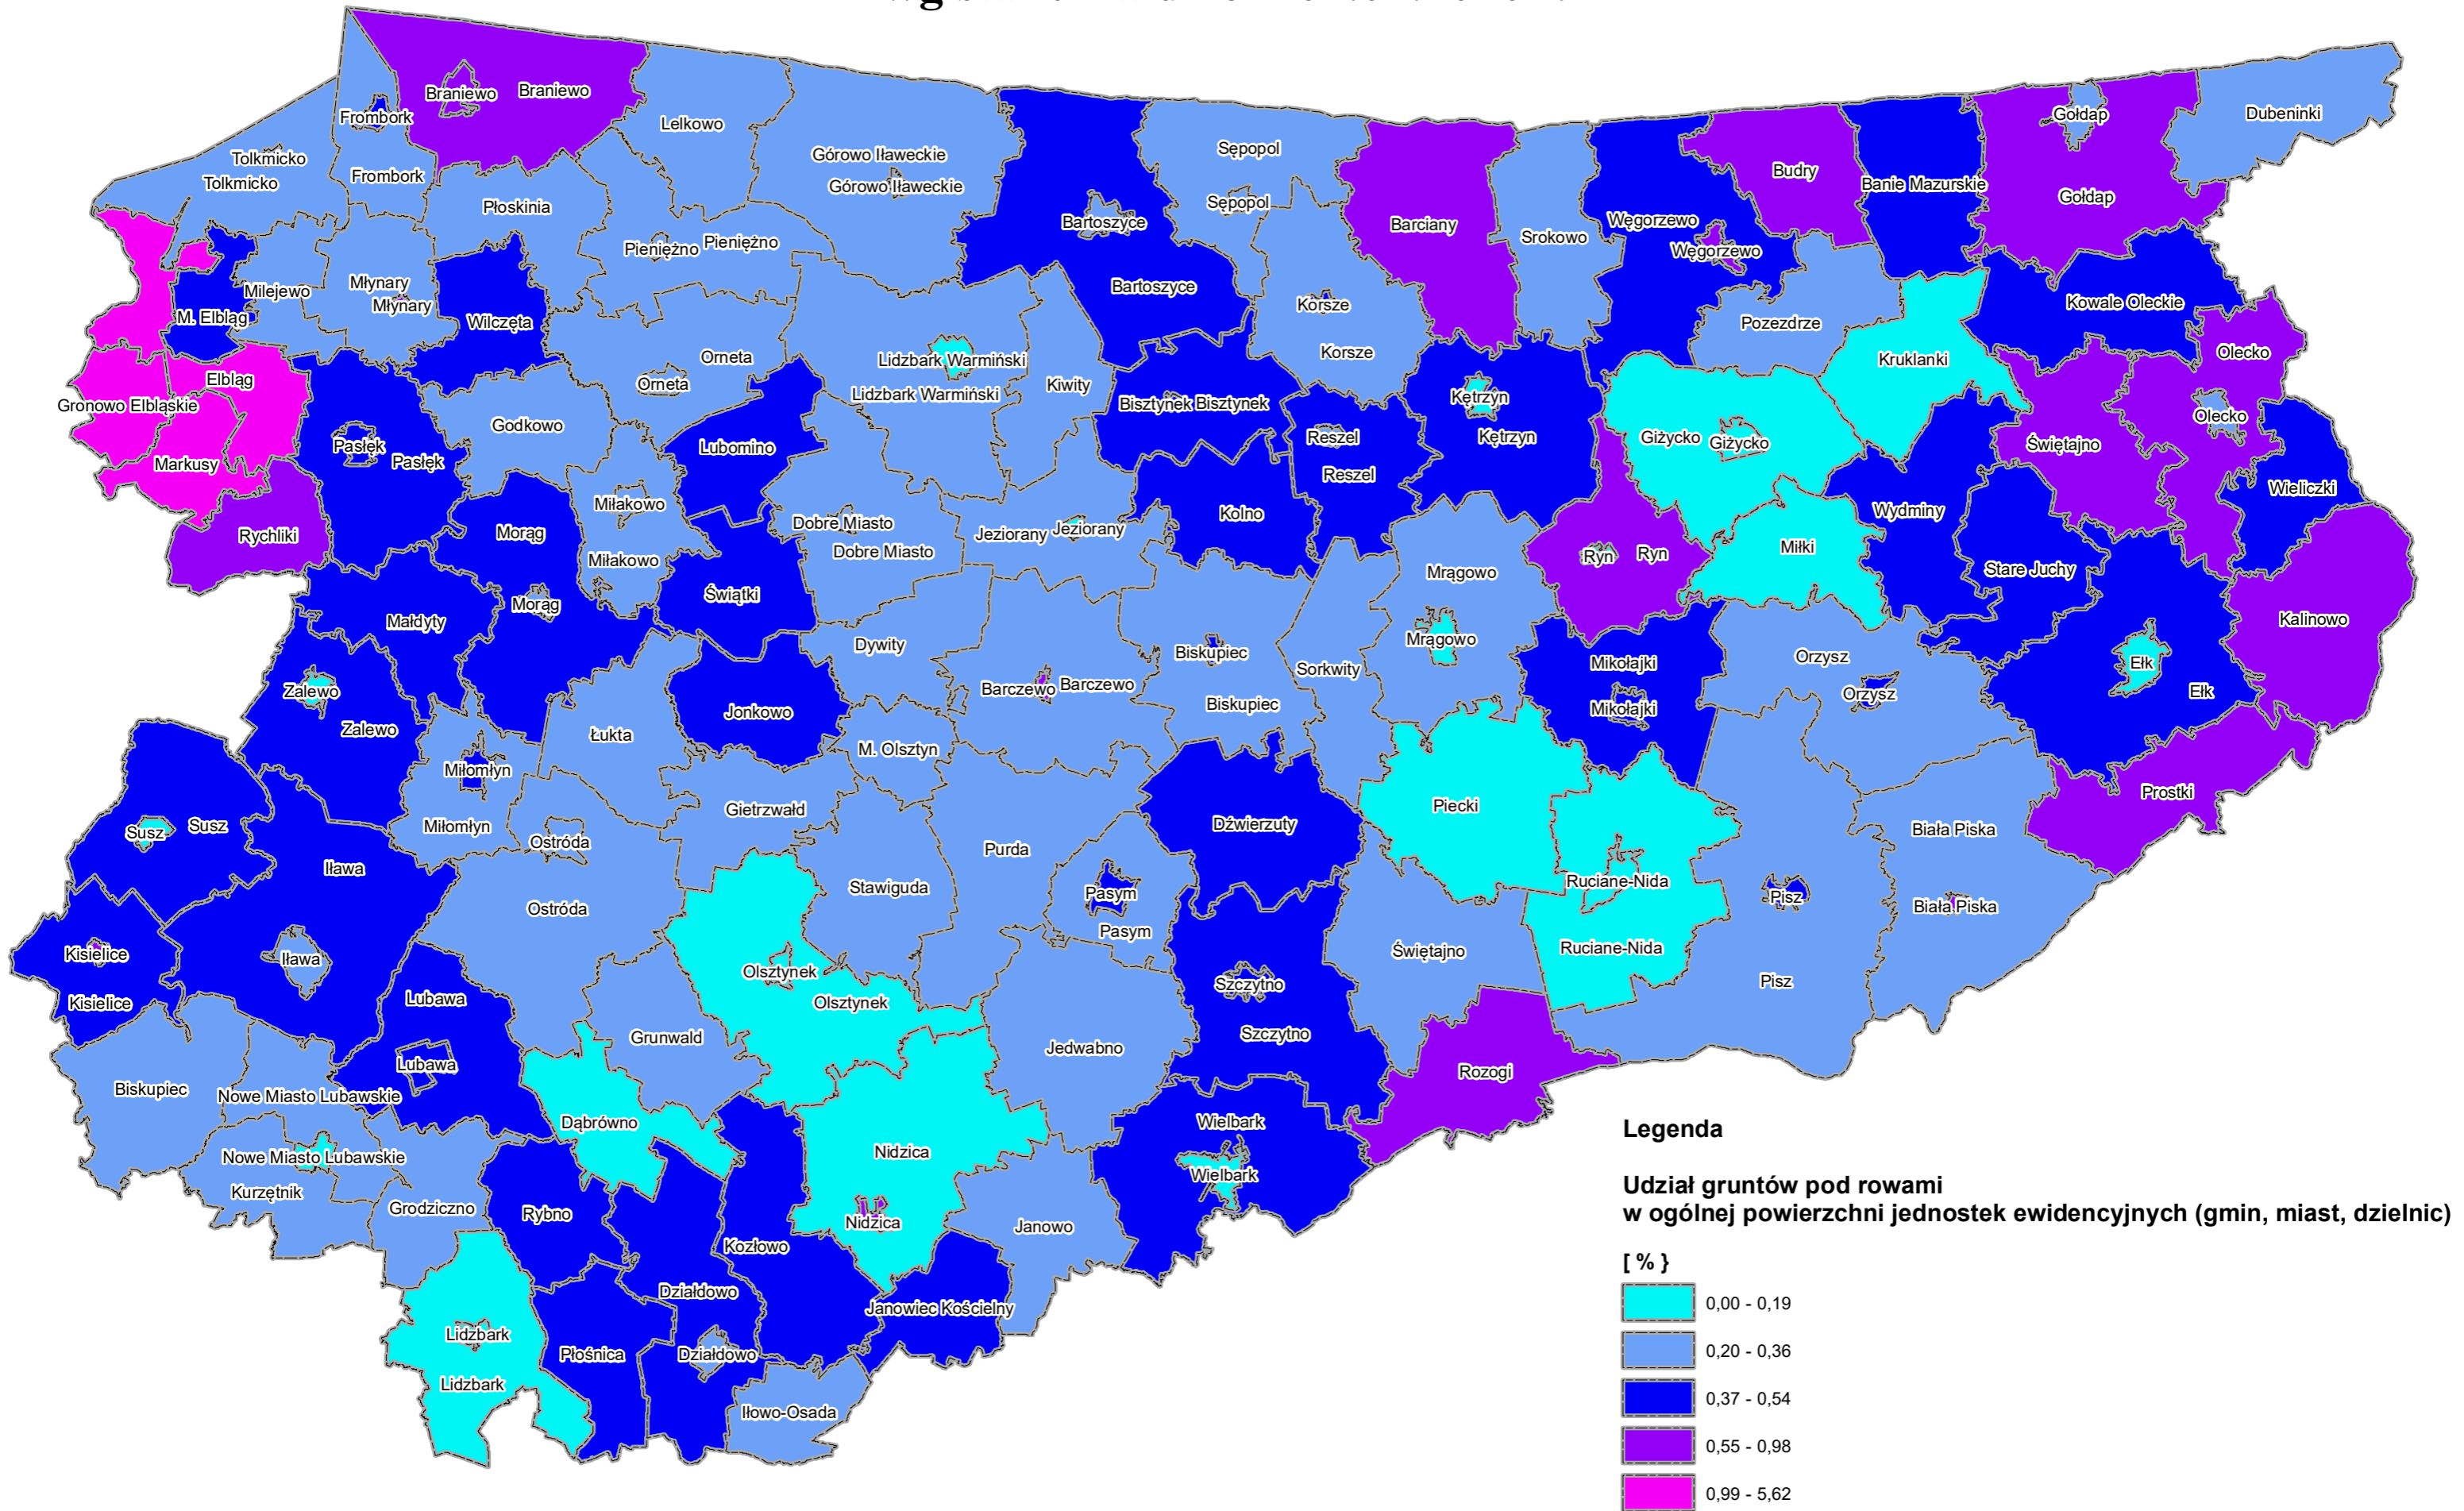 Braniewo
Braniewo
Frombork
Lelkowo
Gołdap
Dubeninki
Tolkmicko
Tolkmicko
Frombork
Górowo Iławeckie
Górowo Iławeckie
Sępopol
Sępopol
Budry
Banie Mazurskie
Gołdap
Płoskinia
Pieniężno
Pieniężno
Bartoszyce
Bartoszyce
Barciany
Srokowo
Węgorzewo
Węgorzewo
Milejewo
Młynary
Młynary
M. Elbląg
Wilczęta
Korsze
Korsze
Pozezdrze
Kowale Oleckie
Olecko
Elbląg
Gronowo Elbląskie
Orneta
Orneta
Lidzbark Warmiński
Lidzbark Warmiński
Kiwity
Bisztynek
Bisztynek
Kętrzyn
Kętrzyn
Kruklanki
Olecko
Markusy
Pasłęk
Pasłęk
Godkowo
Lubomino
Reszel
Reszel
Giżycko
Giżycko
Świętajno
Wieliczki
Rychliki
Morąg
Miłakowo
Miłakowo
Dobre Miasto
Dobre Miasto
Jeziorany
Jeziorany
Kolno
Ryn
Ryn
Miłki
Wydminy
Stare Juchy
Małdyty
Morąg
Świątki
Mrągowo
Mrągowo
Kalinowo
Zalewo
Zalewo
Dywity
Barczewo
Barczewo
Biskupiec
Biskupiec
Sorkwity
Mikołajki
Mikołajki
Orzysz
Orzysz
Ełk
Ełk
Łukta
Jonkowo
M. Olsztyn
Miłomłyn
Miłomłyn
Gietrzwałd
Piecki
Prostki
Susz
Susz
Iława
Ostróda
Ostróda
Purda
Dźwierzuty
Biała Piska
Biała Piska
Stawiguda
Pasym
Pasym
Ruciane-Nida
Ruciane-Nida
Pisz
Pisz
Kisielice
Kisielice
Iława
Olsztynek
Olsztynek
Świętajno
Lubawa
Lubawa
Grunwald
Jedwabno
Szczytno
Szczytno
Rozogi
Biskupiec
Nowe Miasto Lubawskie
Nowe Miasto Lubawskie
Dąbrówno
Nidzica
Nidzica
Wielbark
Wielbark
Kurzętnik
Grodziczno
Rybno
Kozłowo
Janowo
Działdowo
Działdowo
Janowiec Kościelny
Lidzbark
Lidzbark
Płośnica
Iłowo-Osada
Legenda
Udział gruntów pod rowami
w ogólnej powierzchni jednostek ewidencyjnych (gmin, miast, dzielnic)
[ % }
0,00 - 0,19
0,20 - 0,36
0,37 - 0,54
0,55 - 0,98
0,99 - 5,62